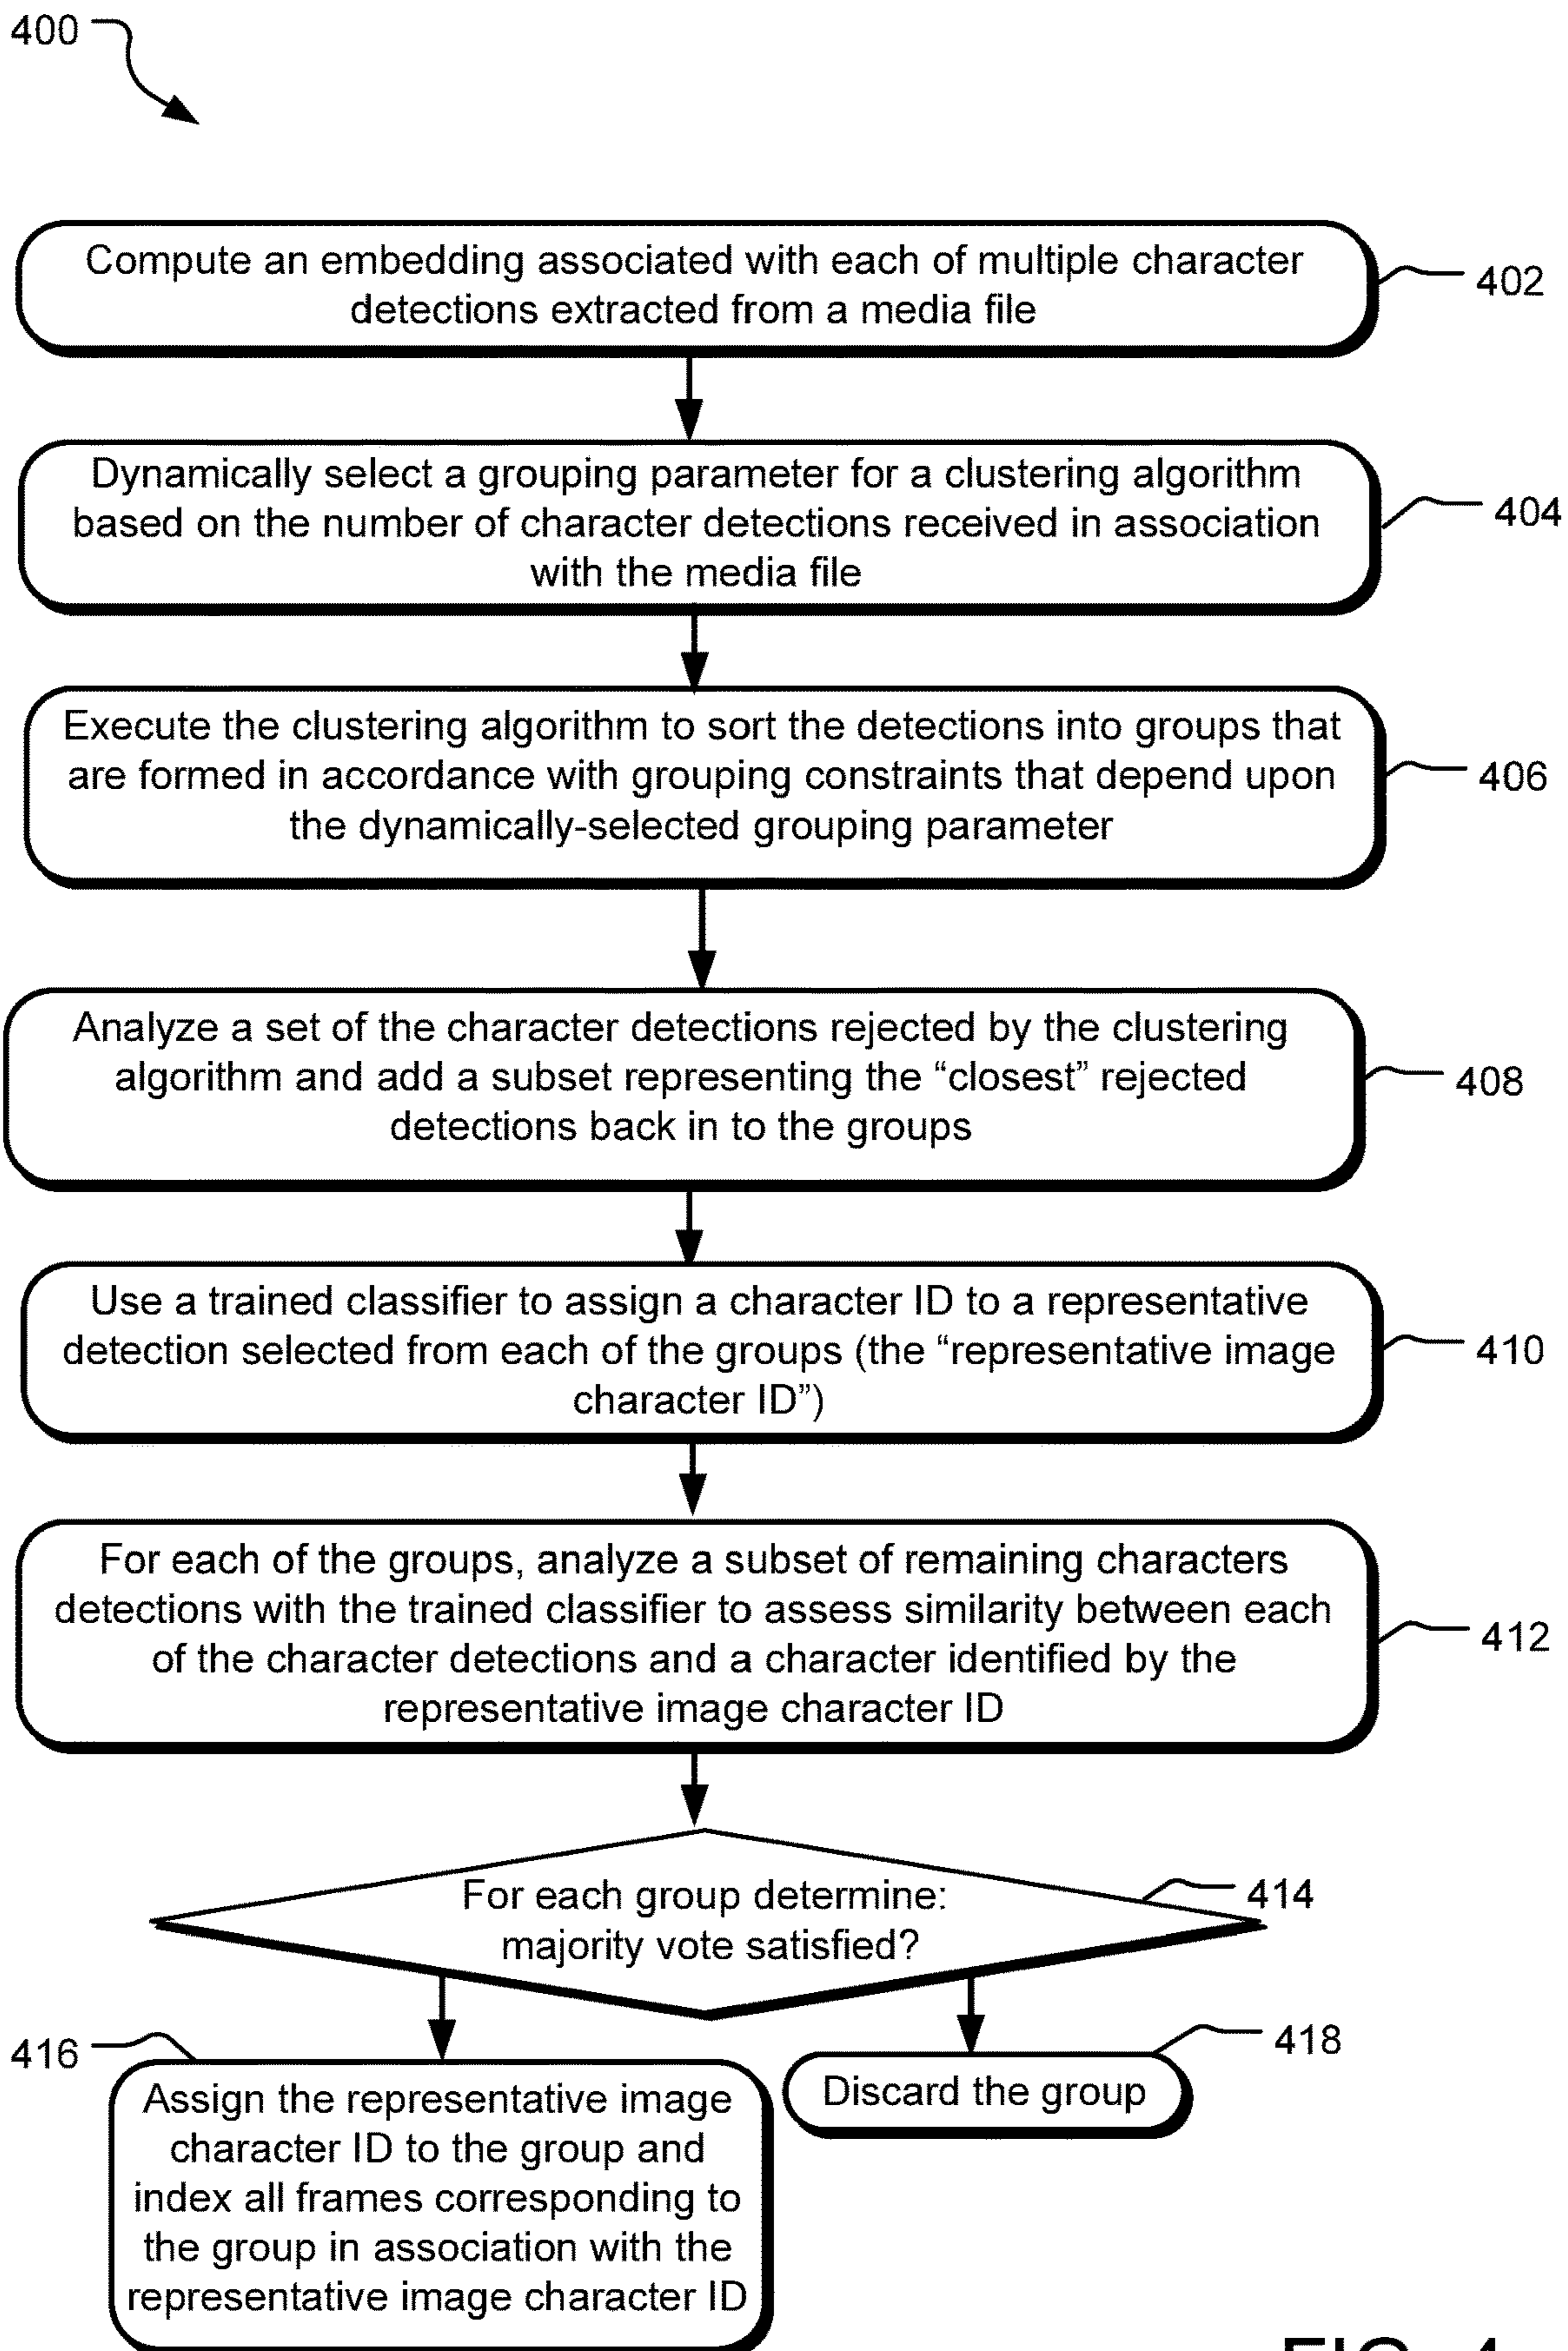 400
Compute an embedding associated with each of multiple character
detections extracted from a media file
402
Dynamically select a grouping parameter for a clustering algorithm
based on the number of character detections received in association
with the media file
404
Execute the clustering algorithm to sort the detections into groups that
are formed in accordance with grouping constraints that depend upon
the dynamically-selected grouping parameter
406
Analyze a set of the character detections rejected by the clustering
algorithm and add a subset representing the “closest” rejected
detections back in to the groups
408
Use a trained classifier to assign a character ID to a representative
detection selected from each of the groups (the “representative image
character ID”)
410
For each of the groups, analyze a subset of remaining characters
detections with the trained classifier to assess similarity between each
of the character detections and a character identified by the
representative image character ID
412
For each group determine:
majority vote satisfied?
414
416
Assign the representative image
character ID to the group and
index all frames corresponding to
the group in association with the
representative image character ID
Discard the group
418